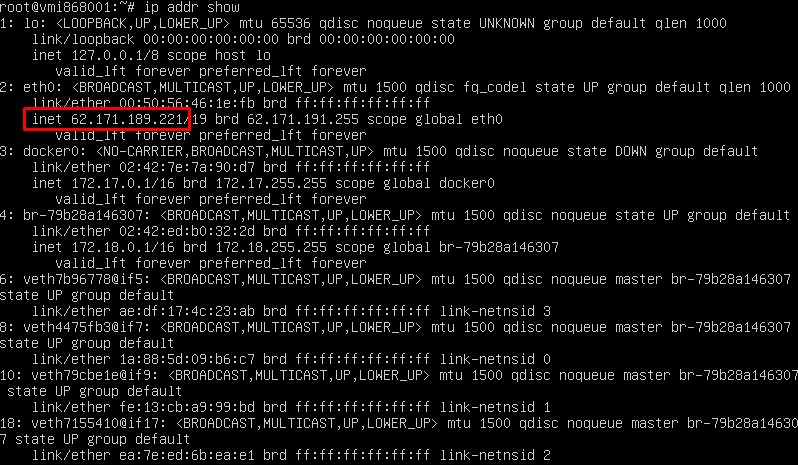 root@vmi868001:~# ip addr show
1: lo: <LOOPBACK,UP,LOWER_UP> mtu 65536 qdisc noqueue state UNKNOWN group default qlen 1000
link/loopback 00:00:00:00:00:00 brd 00:00:00:00:00:00
inet 127.0.0.1/8 scope host lo
valid_lft forever preferred_lft forever
2: eth0: <BROADCAST,MULTICAST,UP,LOWER_UP> mtu 1500 qdisc fq_codel state UP group default qlen 1000
link/ether 00:50:56:46:1e:fb brd ff:ff:ff:ff:ff:ff
inet 62.171.189.221/19 brd 62.171.191.255 scope global eth0
valid_lft forever preferred_lft forever
3: docker0: <NO-CARRIER,BROADCAST,MULTICAST,UP> mtu 1500 qdisc noqueue state DOWN group default
link/ether 02:42:7e:7a:90:d7 brd ff:ff:ff:ff:ff:ff
inet 172.17.0.1/16 brd 172.17.255.255 scope global docker0
valid_lft forever preferred_lft forever
4: br-79b28a146307: <BROADCAST,MULTICAST,UP,LOWER_UP> mtu 1500 qdisc noqueue state UP group default
link/ether 02:42:ed:b0:32:2d brd ff:ff:ff:ff:ff:ff
inet 172.18.0.1/16 brd 172.18.255.255 scope global br-79b28a146307
valid_lft forever preferred_lft forever
6: veth7b96778@if5: <BROADCAST,MULTICAST,UP,LOWER_UP> mtu 1500 qdisc noqueue master br-79b28a146307
state UP group default
link/ether ae:df:17:4c:23:ab brd ff:ff:ff:ff:ff:ff link-netnsid 3
8: veth4475fb3@if7: <BROADCAST,MULTICAST,UP,LOWER_UP> mtu 1500 qdisc noqueue master br-79b28a146307
state UP group default
link/ether 1a:88:5d:09:b6:c7 brd ff:ff:ff:ff:ff:ff link-netnsid 0
10: veth79cbe1e@if9: <BROADCAST,MULTICAST,UP,LOWER_UP> mtu 1500 qdisc noqueue master br-79b28a146307
state UP group default
link/ether fe:13:cb:a9:99:bd brd ff:ff:ff:ff:ff:ff link-netnsid 1
18: veth7155410@if17: <BROADCAST,MULTICAST,UP,LOWER_UP> mtu 1500 qdisc noqueue master br-79b28a14630
7 state UP group default
link/ether ea:7e:ed:6b:ea:e1 brd ff:ff:ff:ff:ff:ff link-netnsid 2